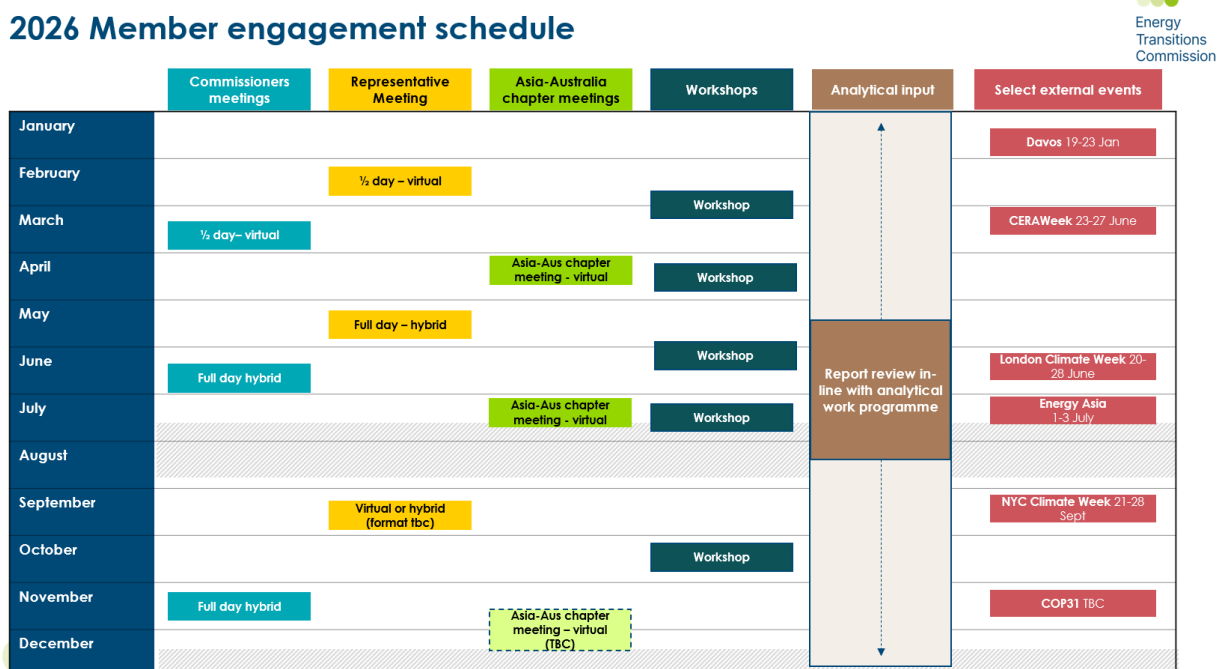 2026 Member engagement schedule
Energy
Transitions
Commission
Commissioners
meetings
Representative
Meeting
Asia-Australia
chapter meetings
Workshops
Analytical input
Select external events
January
Davos 19-23 Jan
February
½ day – virtual
Workshop
March
½ day– virtual
CERAWeek 23-27 June
April
Asia-Aus chapter
meeting - virtual
Workshop
May
Full day – hybrid
June
Full day hybrid
Workshop
Report review in-
line with analytical
work programme
London Climate Week 20-
28 June
July
Asia-Aus chapter
meeting - virtual
Workshop
Energy Asia
1-3 July
August
September
Virtual or hybrid
(format tbc)
NYC Climate Week 21-28
Sept
October
Workshop
November
Full day hybrid
Asia-Aus chapter
meeting – virtual
(TBC)
COP31 TBC
December